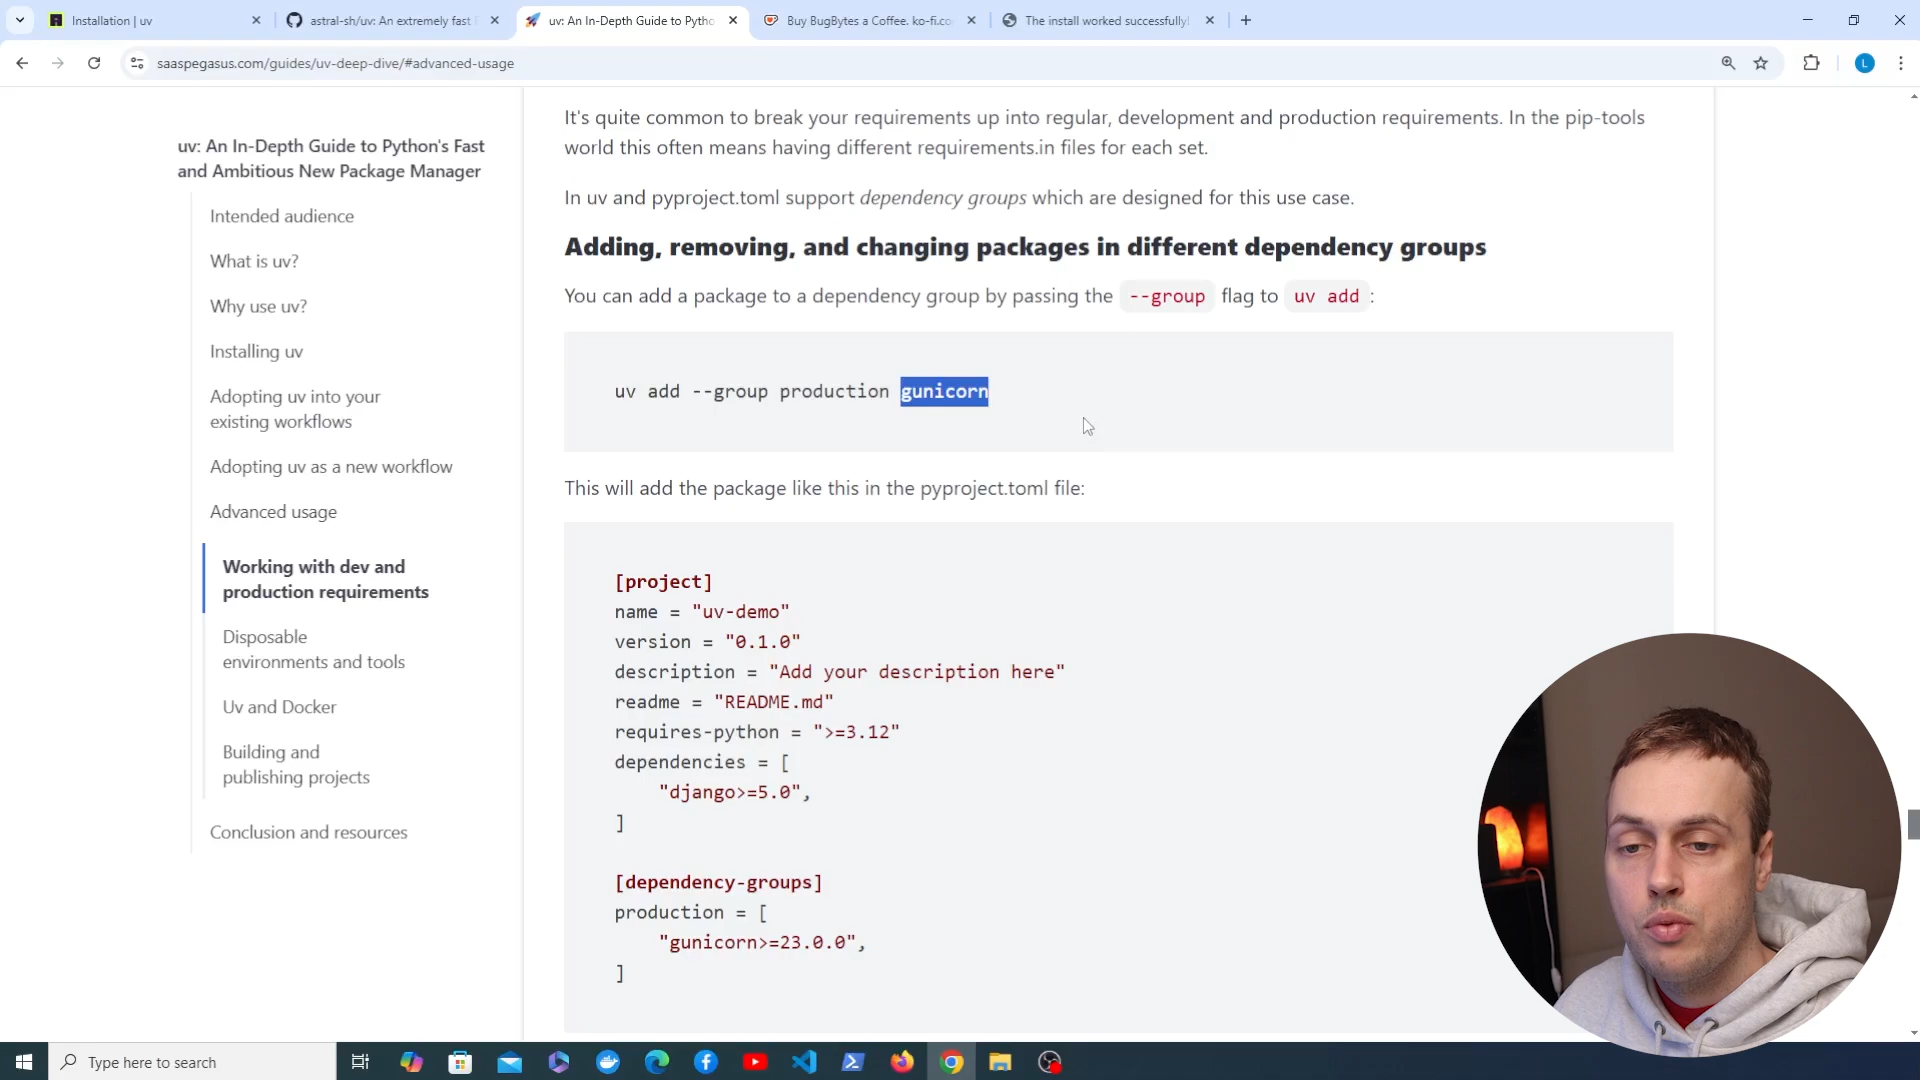 Installation | uv
astral-sh/uv: An extremely fast
uv: An In-Depth Guide to Pytho
Buy BugBytes a Coffee. ko-fi.co
The install worked successfully!
saaspegasus.com/guides/uv-deep-dive/#advanced-usage
L
uv: An In-Depth Guide to Python's Fast
and Ambitious New Package Manager
Intended audience
What is uv?
Why use uv?
Installing uv
Adopting uv into your
existing workflows
Adopting uv as a new workflow
Advanced usage
Working with dev and
production requirements
Disposable
environments and tools
Uv and Docker
Building and
publishing projects
Conclusion and resources
It's quite common to break your requirements up into regular, development and production requirements. In the pip-tools
world this often means having different requirements.in files for each set.
In uv and pyproject.toml support dependency groups which are designed for this use case.
Adding, removing, and changing packages in different dependency groups
You can add a package to a dependency group by passing the --group flag to uv add:
uv add --group production gunicorn
This will add the package like this in the pyproject.toml file:
[project]
name = "uv-demo"
version = "0.1.0"
description = "Add your description here"
readme = "README.md"
requires-python = ">=3.12"
dependencies = [
"django>=5.0",
]
[dependency-groups]
production = [
"gunicorn>=23.0.0",
]
Type here to search